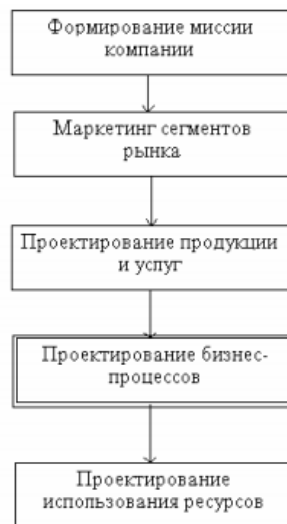 Формирование миссии
компании
Маркетинг сегментов
рынка
Проектирование продукции
и услуг
Проектирование бизнес-
процессов
Проектирование
использования ресурсов